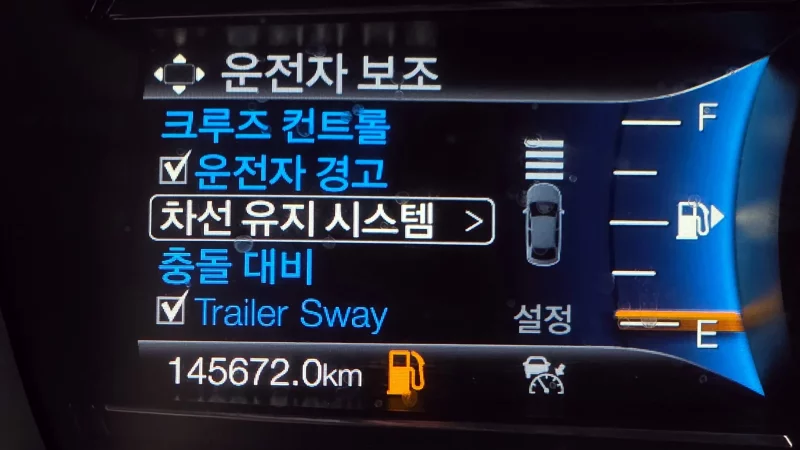 운전자 보조
크루즈 컨트롤
운전자 경고
차선 유지 시스템 >
충돌 대비
Trailer Sway
설정
F
E
145672.0km